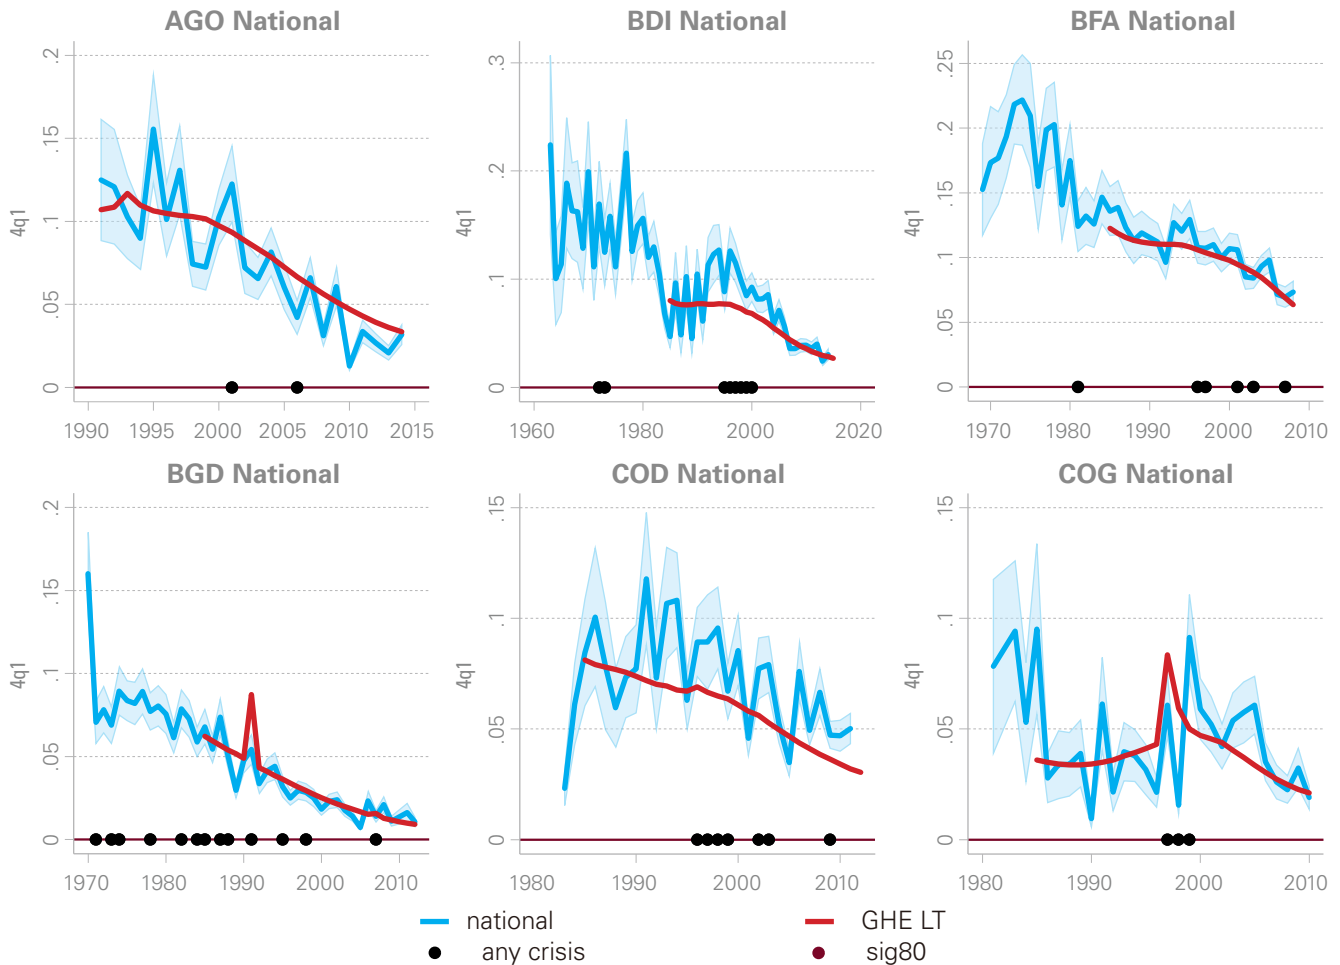 AGO National
BDI National
BFA National
.2
.15
.1
.05
0
4q1
1990 1995 2000 2005 2010 2015
.3
.2
.1
0
4q1
1960 1980 2000 2020
.25
.2
.15
.1
.05
0
4q1
1970 1980 1990 2000 2010
BGD National
COD National
COG National
.2
.15
.1
.05
0
4q1
1970 1980 1990 2000 2010
.15
.1
.05
0
4q1
1980 1990 2000 2010
.15
.1
.05
0
4q1
1980 1990 2000 2010
national
GHE LT
any crisis
sig80